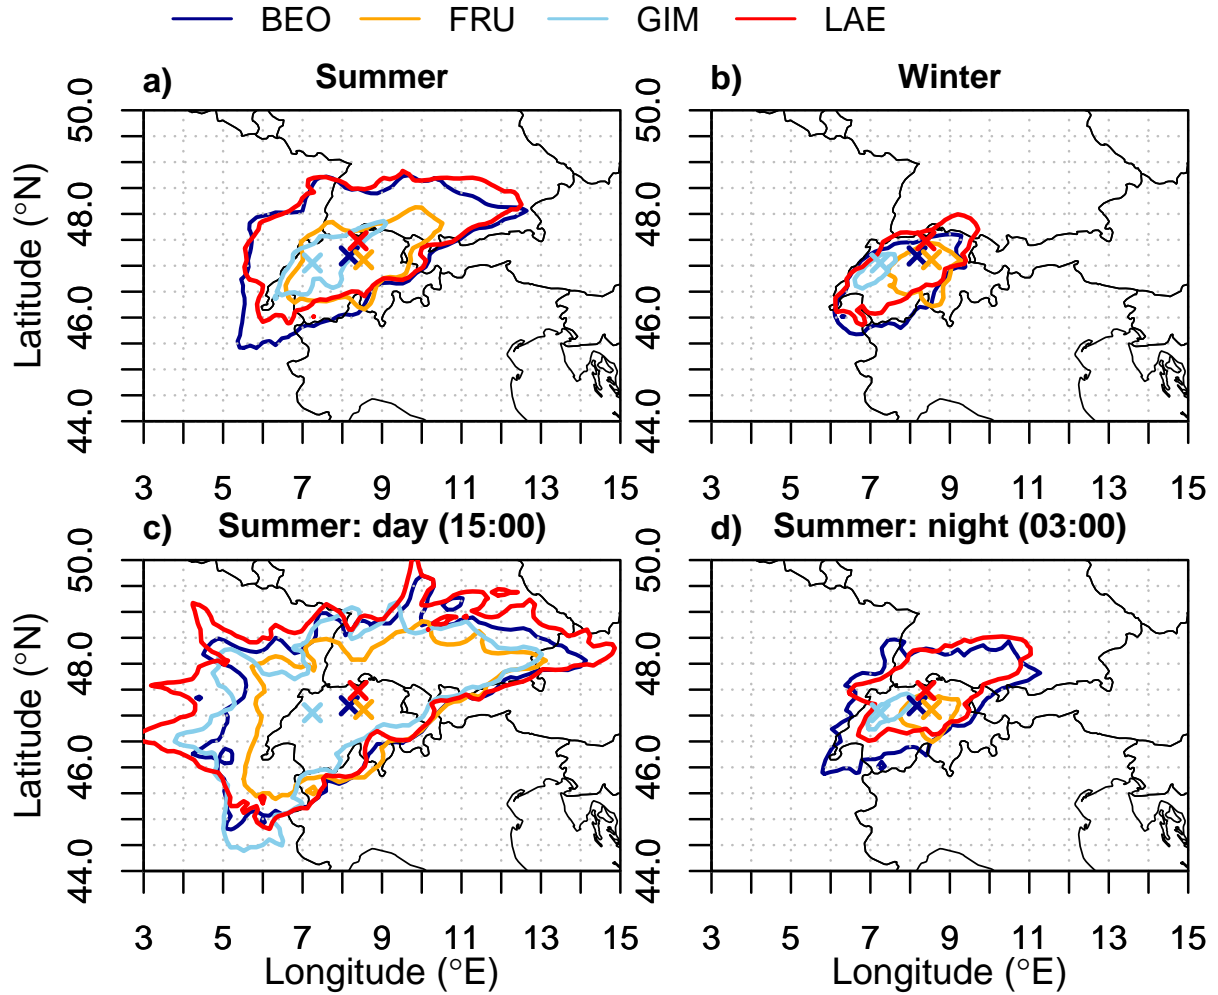 BEO FRU GIM LAE
a) Summer
b) Winter
Latitude (°N)
50.0
48.0
46.0
44.0
50.0
48.0
46.0
44.0
3 5 7 9 11 13 15
3 5 7 9 11 13 15
c) Summer: day (15:00)
d) Summer: night (03:00)
Latitude (°N)
50.0
48.0
46.0
44.0
50.0
48.0
46.0
44.0
3 5 7 9 11 13 15
3 5 7 9 11 13 15
Longitude (°E)
Longitude (°E)